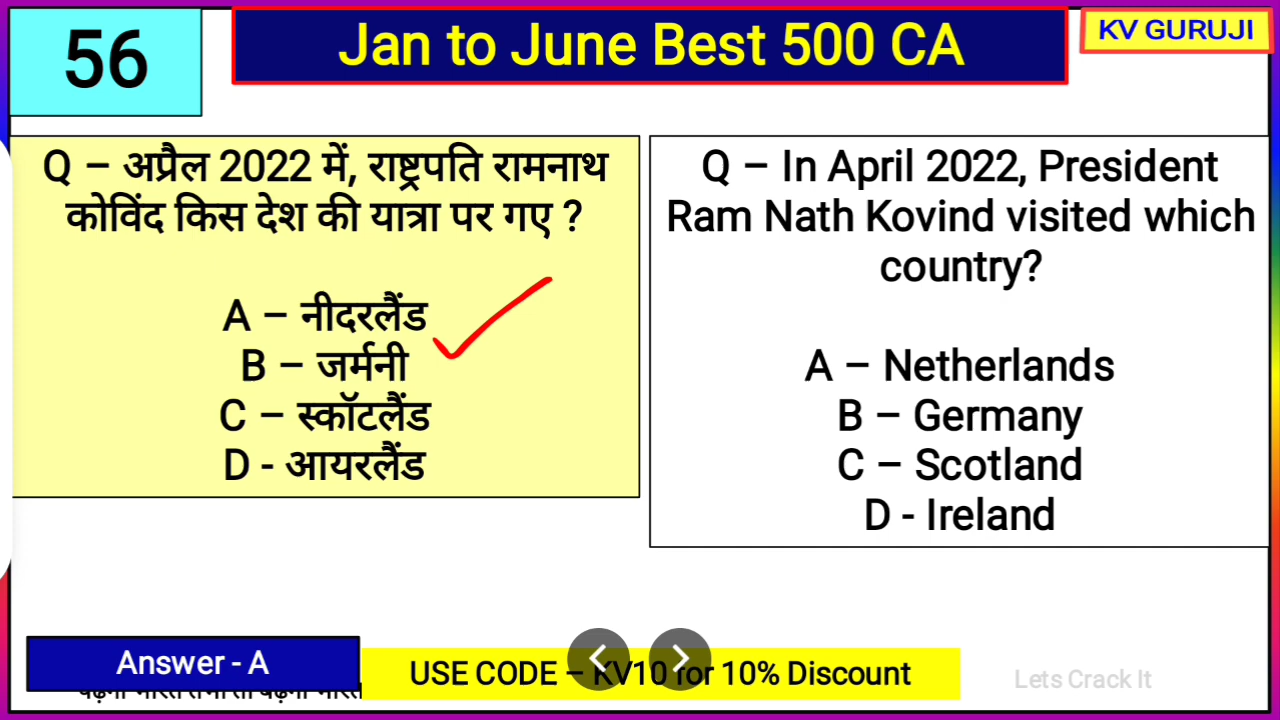 56
Jan to June Best 500 CA
KV GURUJI
Q – अप्रैल 2022 में, राष्ट्रपति रामनाथ
कोविंद किस देश की यात्रा पर गए ?
A – नीदरलैंड
B – जर्मनी
C – स्कॉटलैंड
D - आयरलैंड
Q – In April 2022, President
Ram Nath Kovind visited which
country?
A – Netherlands
B – Germany
C – Scotland
D - Ireland
Answer - A
USE CODE – KV10 for 10% Discount
Lets Crack It